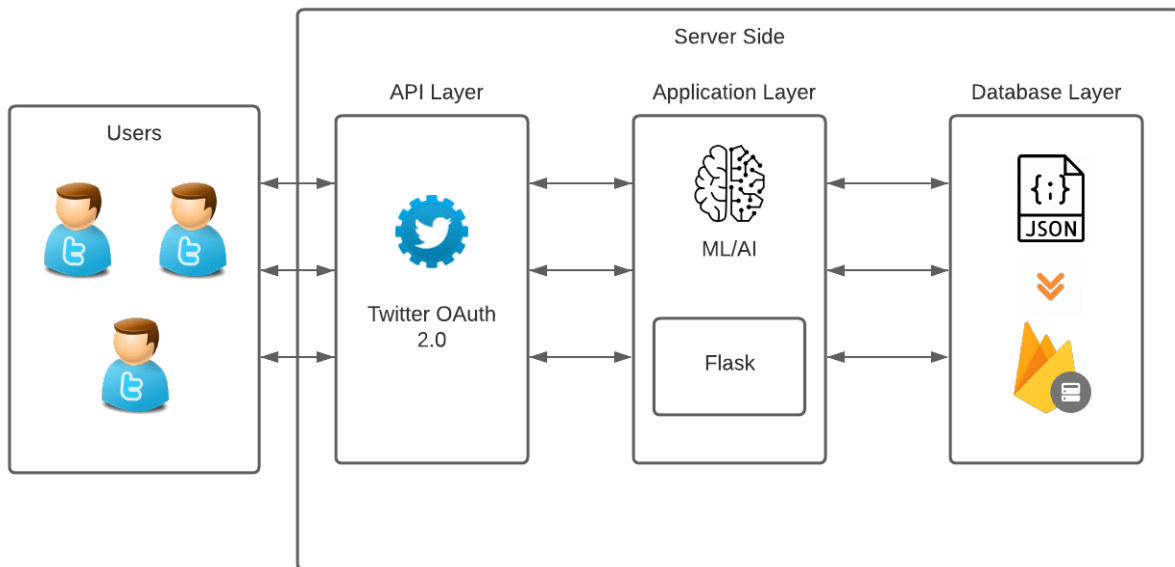 Server Side
API Layer
Application Layer
Database Layer
Users
Twitter OAuth
2.0
ML/AI
Flask
{;}
JSON
t
t
t